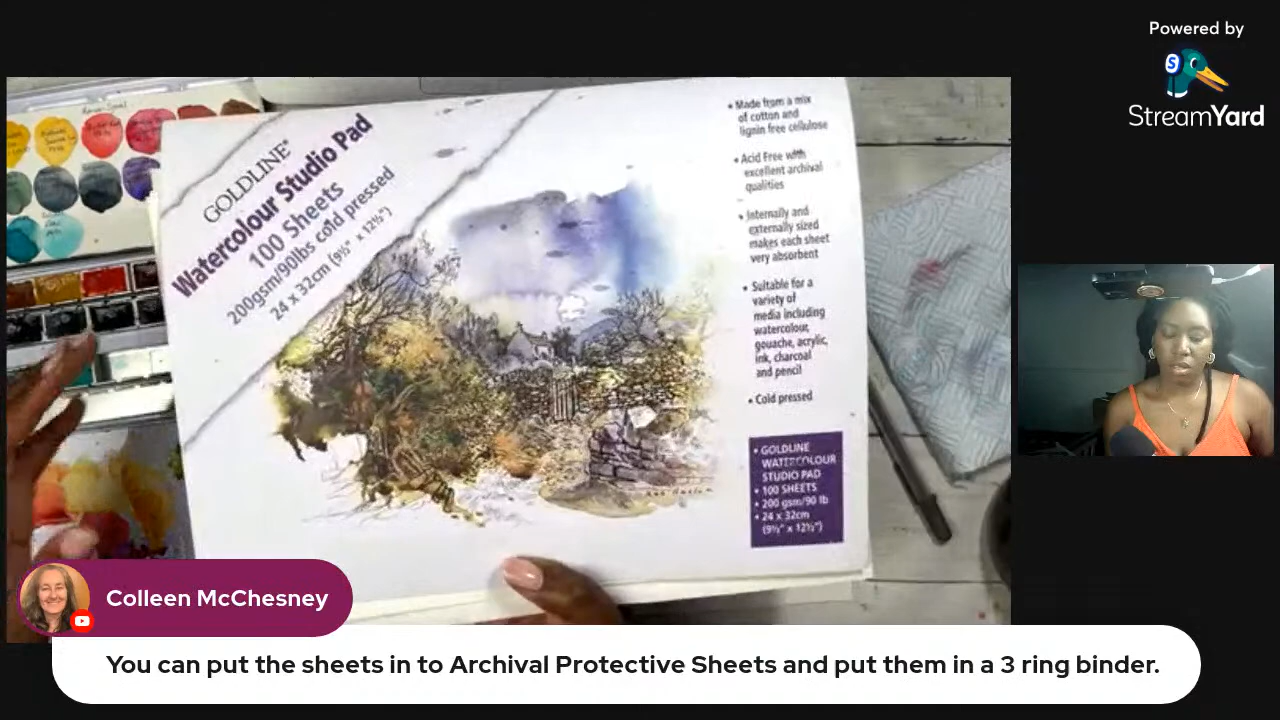 Powered by
StreamYard
GOLDLINE
Watercolour Studio Pad
100 Sheets
200gsm/90lbs cold pressed
24 x 32cm (9½" x 12½")
• Made from a mix
of cotton and
lignin free cellulose
• Acid Free with
excellent archival
qualities
• Internally and
externally sized
makes each sheet
very absorbent
• Suitable for a
variety of
media including
watercolour,
gouache, acrylic,
ink, charcoal
and pencil
• Cold pressed
• GOLDLINE
WATERCOLOUR
STUDIO PAD
• 100 SHEETS
• 200 gsm/90 lb
• 24 x 32cm
(9½" x 12½")
Colleen McChesney
You can put the sheets in to Archival Protective Sheets and put them in a 3 ring binder.